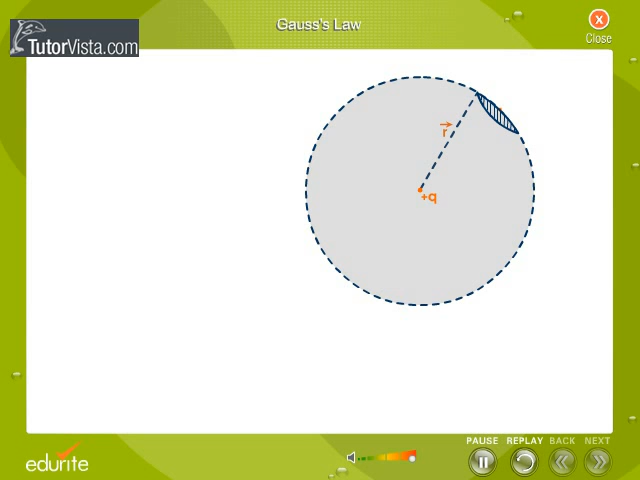 Gauss's Law
x
Close
TutorVista.com
r
+q
PAUSE REPLAY BACK NEXT
edurite